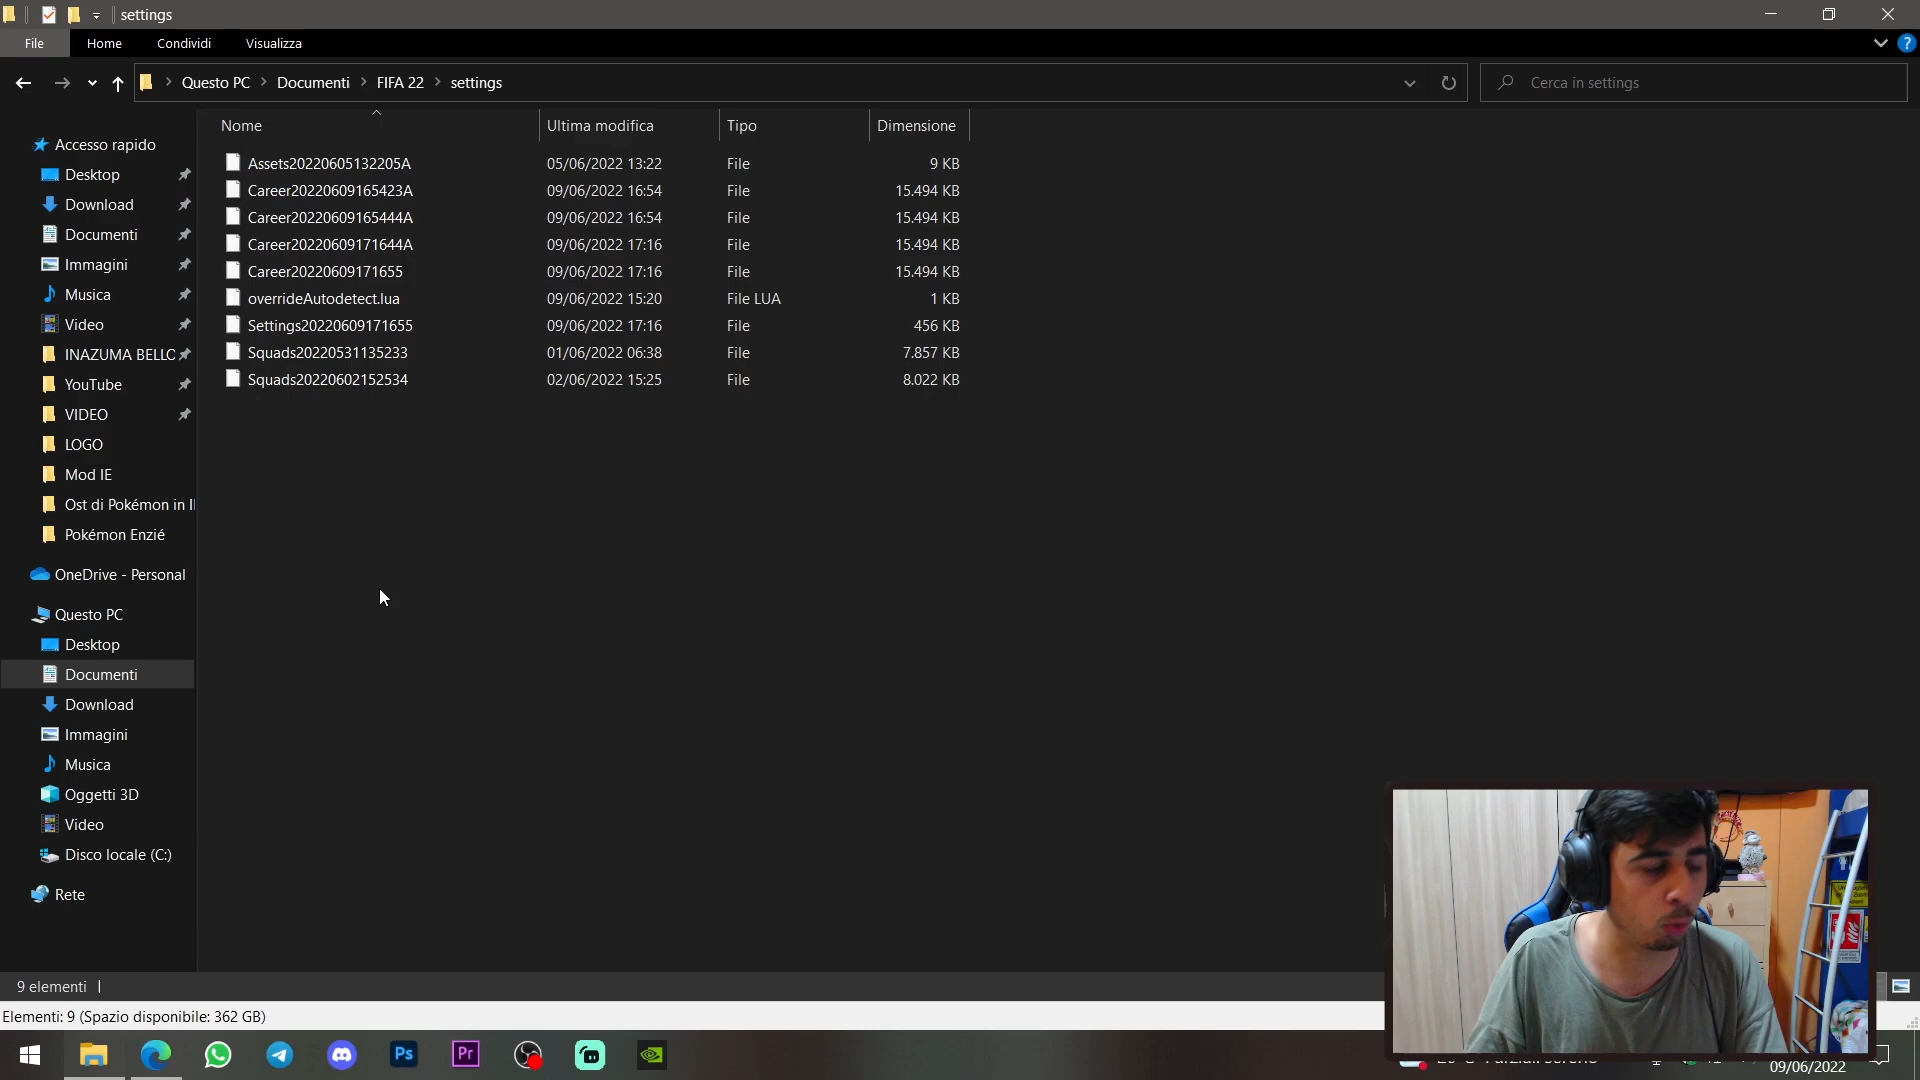 settings
File
Home
Condividi
Visualizza
Questo PC
Documenti
FIFA 22
settings
Cerca in settings
Nome
Ultima modifica
Tipo
Dimensione
Assets20220605132205A 05/06/2022 13:22 File 9 KB
Career20220609165423A 09/06/2022 16:54 File 15.494 KB
Career20220609165444A 09/06/2022 16:54 File 15.494 KB
Career20220609171644A 09/06/2022 17:16 File 15.494 KB
Career20220609171655 09/06/2022 17:16 File 15.494 KB
overrideAutodetect.lua 09/06/2022 15:20 File LUA 1 KB
Settings20220609171655 09/06/2022 17:16 File 456 KB
Squads20220531135233 01/06/2022 06:38 File 7.857 KB
Squads20220602152534 02/06/2022 15:25 File 8.022 KB
Accesso rapido
Desktop
Download
Documenti
Immagini
Musica
Video
INAZUMA BELLO
YouTube
VIDEO
LOGO
Mod IE
Ost di Pokémon in I
Pokémon Enzié
OneDrive - Personal
Questo PC
Desktop
Documenti
Download
Immagini
Musica
Oggetti 3D
Video
Disco locale (C:)
Rete
9 elementi
Elementi: 9 (Spazio disponibile: 362 GB)
Ps
Pr
09/06/2022